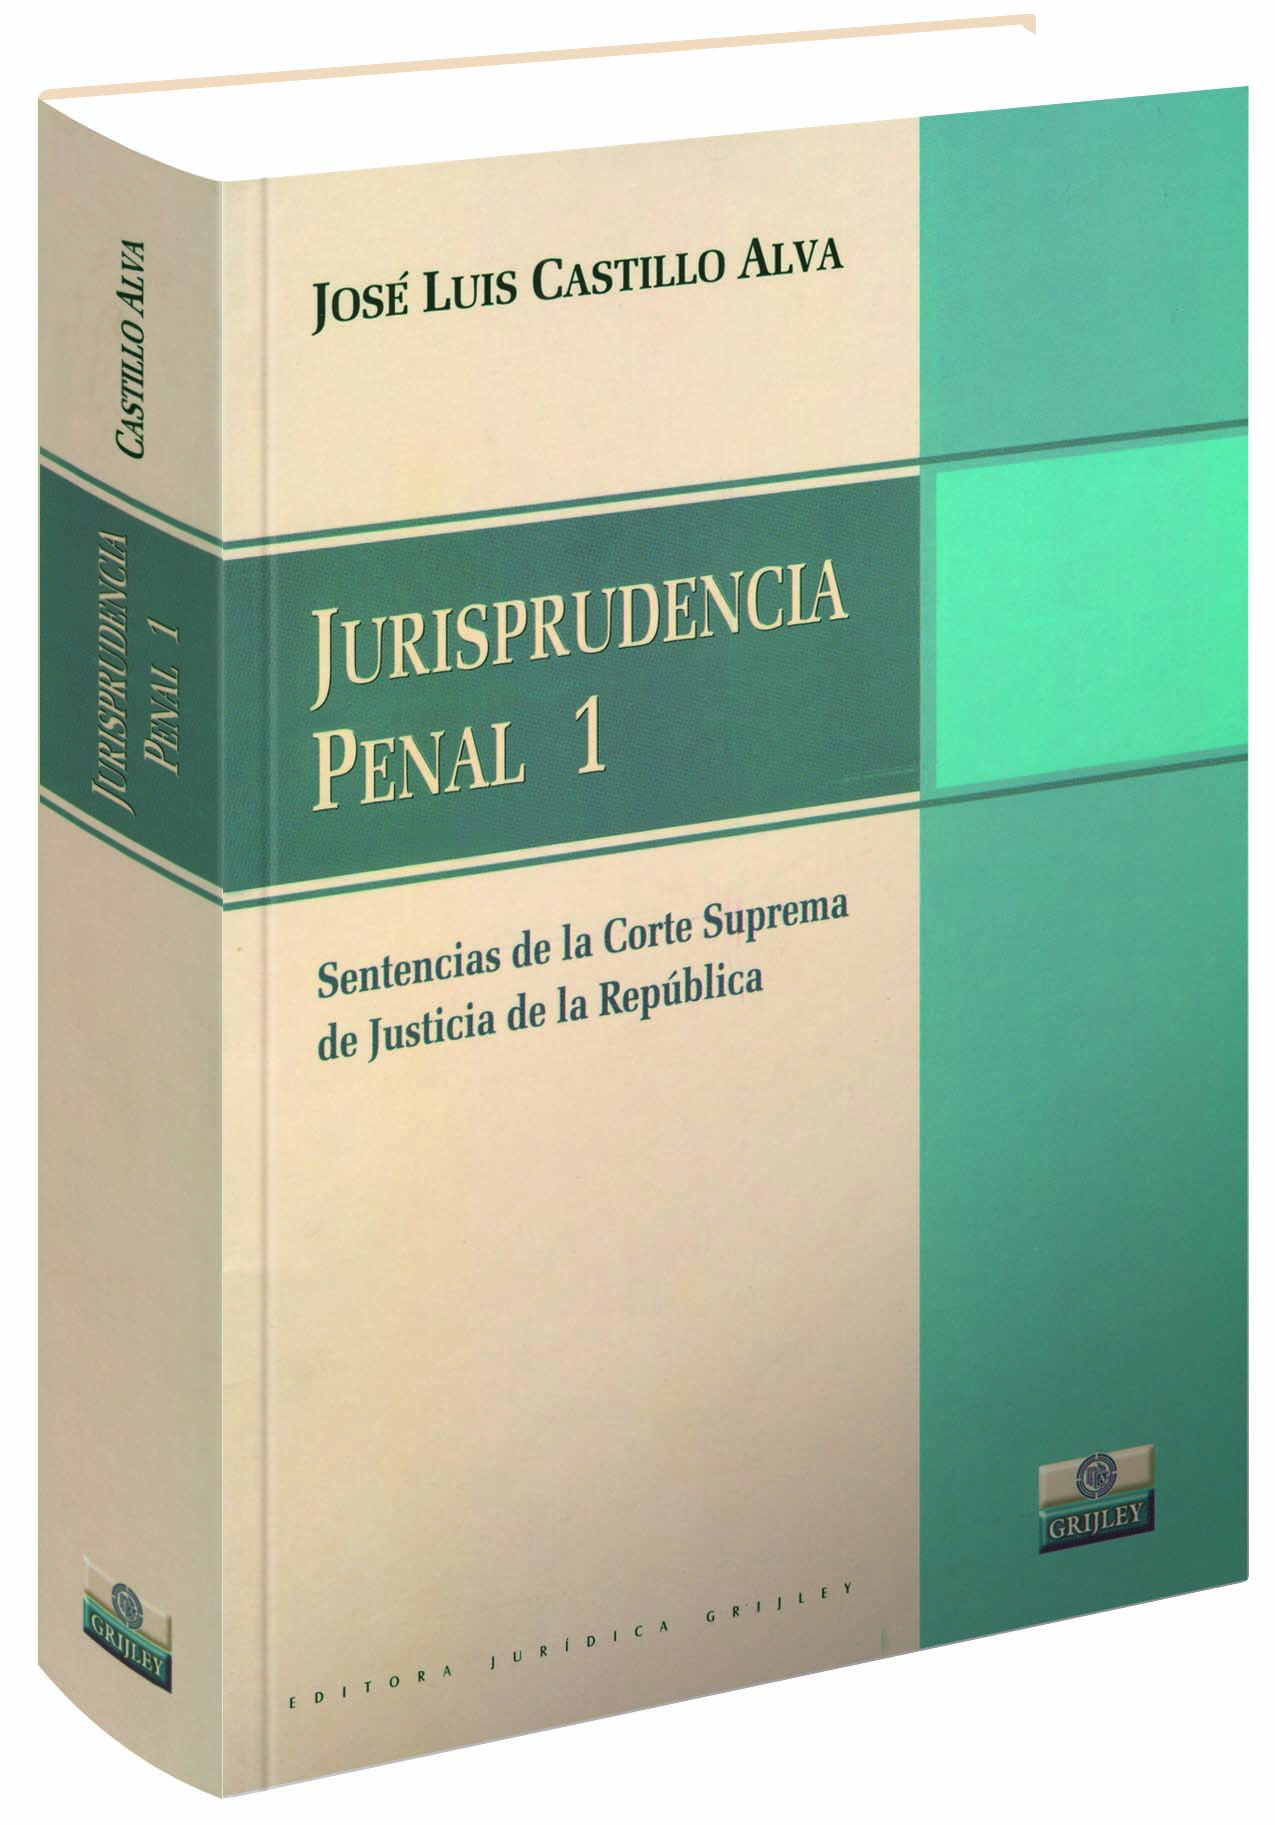 CASTILLO ALVA
JURISPRUDENCIA
PENAL 1
GRIJLEY
JOSÉ LUIS CASTILLO ALVA
JURISPRUDENCIA
PENAL 1
Sentencias de la Corte Suprema
de Justicia de la República
GRIJLEY
EDITORA JURÍDICA GRIJLEY